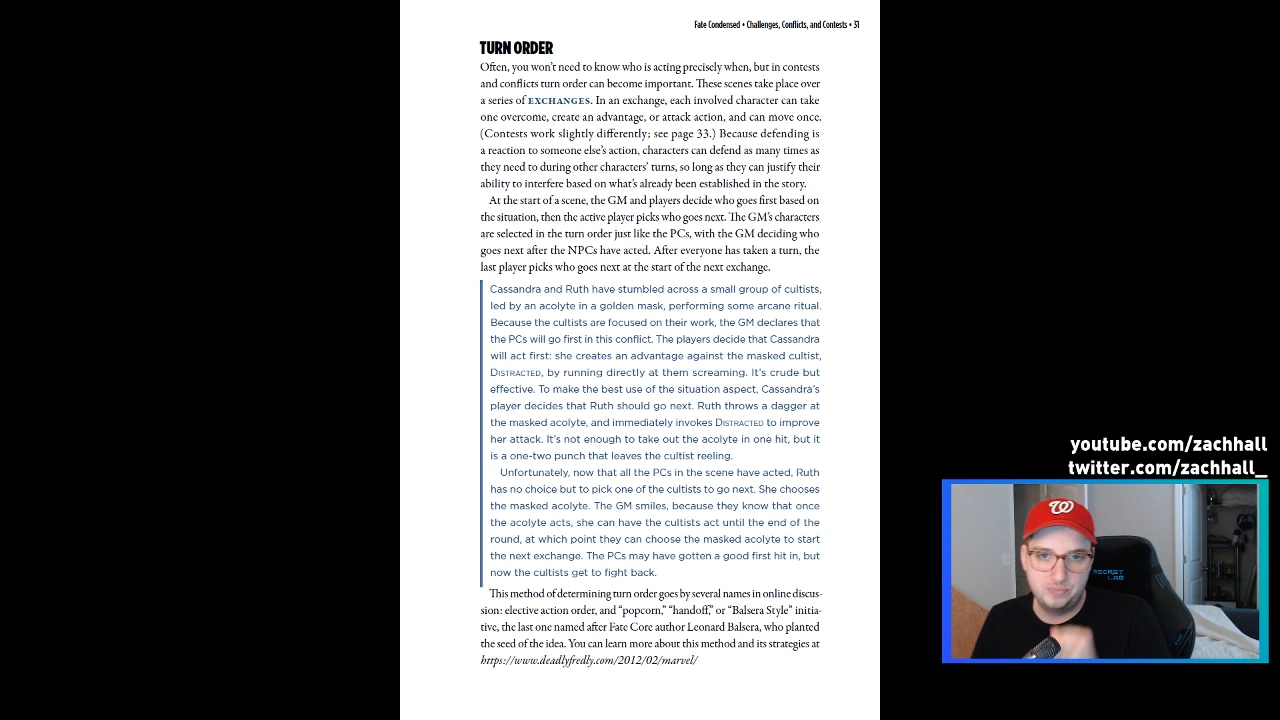 Fate Condensed • Challenges, Conflicts, and Contests • 31
TURN ORDER
Often, you won't need to know who is acting precisely when, but in contests
and conflicts turn order can become important. These scenes take place over
a series of EXCHANGES. In an exchange, each involved character can take
one overcome, create an advantage, or attack action, and can move once.
(Contests work slightly differently; see page 33.) Because defending is
a reaction to someone else's action, characters can defend as many times as
they need to during other characters' turns, so long as they can justify their
ability to interfere based on what's already been established in the story.
At the start of a scene, the GM and players decide who goes first based on
the situation, then the active player picks who goes next. The GM's characters
are selected in the turn order just like the PCs, with the GM deciding who
goes next after the NPCs have acted. After everyone has taken a turn, the
last player picks who goes next at the start of the next exchange.
Cassandra and Ruth have stumbled across a small group of cultists,
led by an acolyte in a golden mask, performing some arcane ritual.
Because the cultists are focused on their work, the GM declares that
the PCs will go first in this conflict. The players decide that Cassandra
will act first: she creates an advantage against the masked cultist,
DISTRACTED, by running directly at them screaming. It's crude but
effective. To make the best use of the situation aspect, Cassandra's
player decides that Ruth should go next. Ruth throws a dagger at
the masked acolyte, and immediately invokes DISTRACTED to improve
her attack. It's not enough to take out the acolyte in one hit, but it
is a one-two punch that leaves the cultist reeling.
Unfortunately, now that all the PCs in the scene have acted, Ruth
has no choice but to pick one of the cultists to go next. She chooses
the masked acolyte. The GM smiles, because they know that once
the acolyte acts, she can have the cultists act until the end of the
round, at which point they can choose the masked acolyte to start
the next exchange. The PCs may have gotten a good first hit in, but
now the cultists get to fight back.
This method of determining turn order goes by several names in online discus-
sion: elective action order, and “popcorn,” “handoff,” or “Balsera Style” initia-
tive, the last one named after Fate Core author Leonard Balsera, who planted
the seed of the idea. You can learn more about this method and its strategies at
https://www.deadlyfredly.com/2012/02/marvel/
youtube.com/zachhall
twitter.com/zachhall_
W
SECRET
LAB